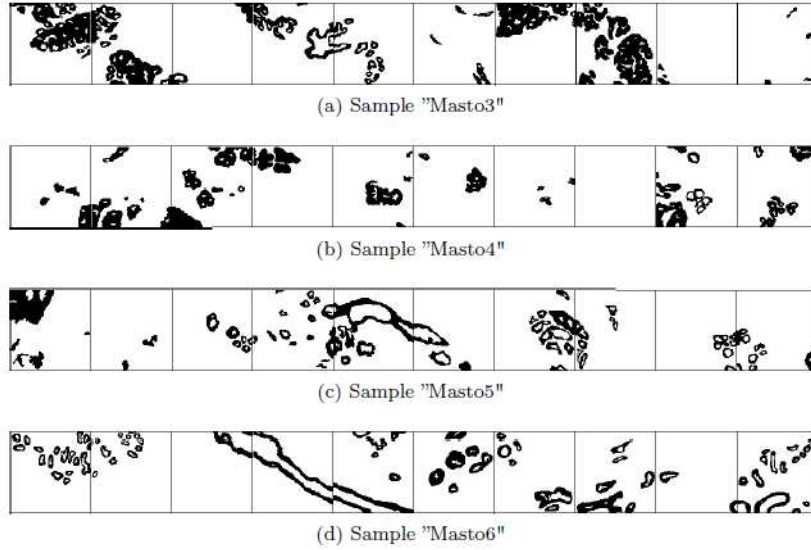 (a) Sample "Masto3"
(b) Sample "Masto4"
(c) Sample "Masto5"
(d) Sample "Masto6"